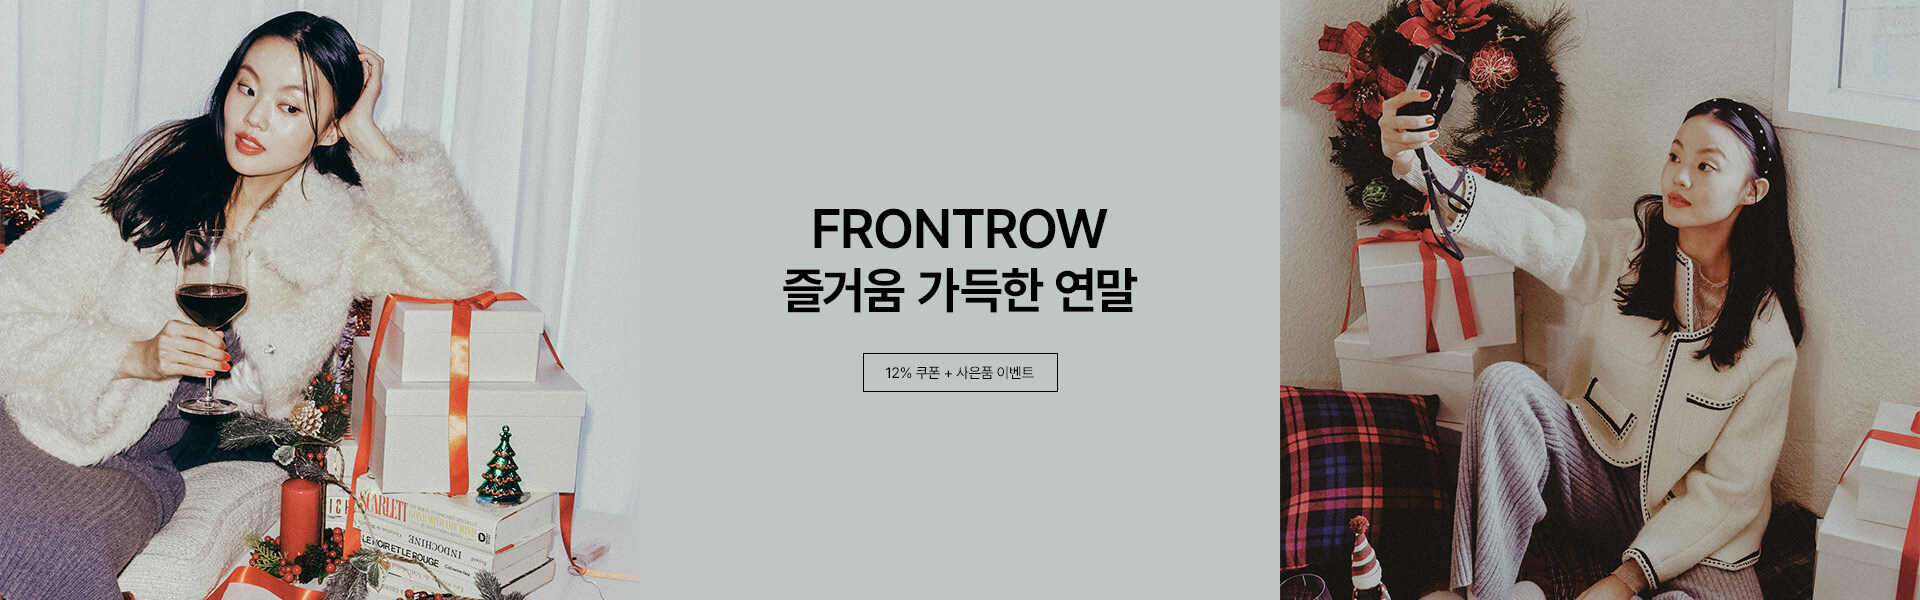 FRONTROW
즐거움 가득한 연말
12% 쿠폰 + 사은품 이벤트
SCARLETT
INDOCHINE
LE NOIR ET LE ROUGE